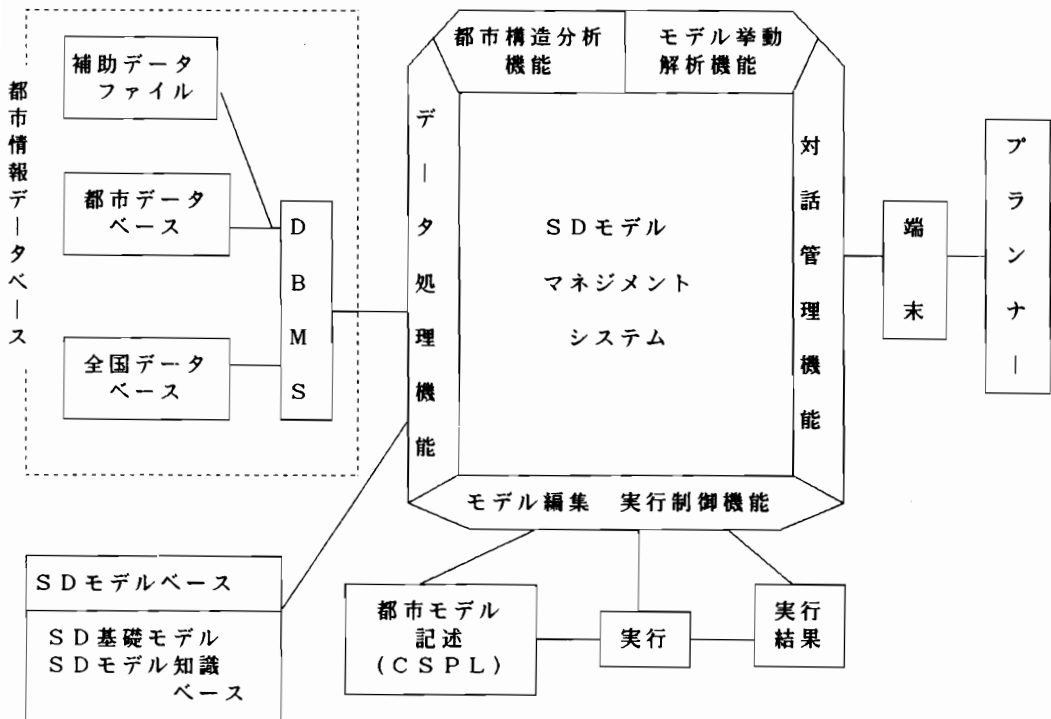 都市情報データベース
補助データ
ファイル
都市データ
ベース
全国データ
ベース
DBMS
データ処理機能
都市構造分析
機能
モデル挙動
解析機能
SDモデル
マネジメント
システム
対話管理機能
端末
プランナー
モデル編集 実行制御機能
SDモデルベース
SD基礎モデル
SDモデル知識
ベース
都市モデル
記述
(CSPL)
実行
実行
結果